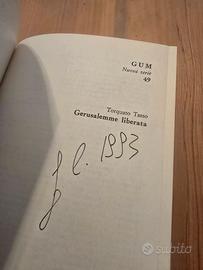 GUM
Nuova serie
49
Torquato Tasso
Gerusalemme liberata
1993
subito